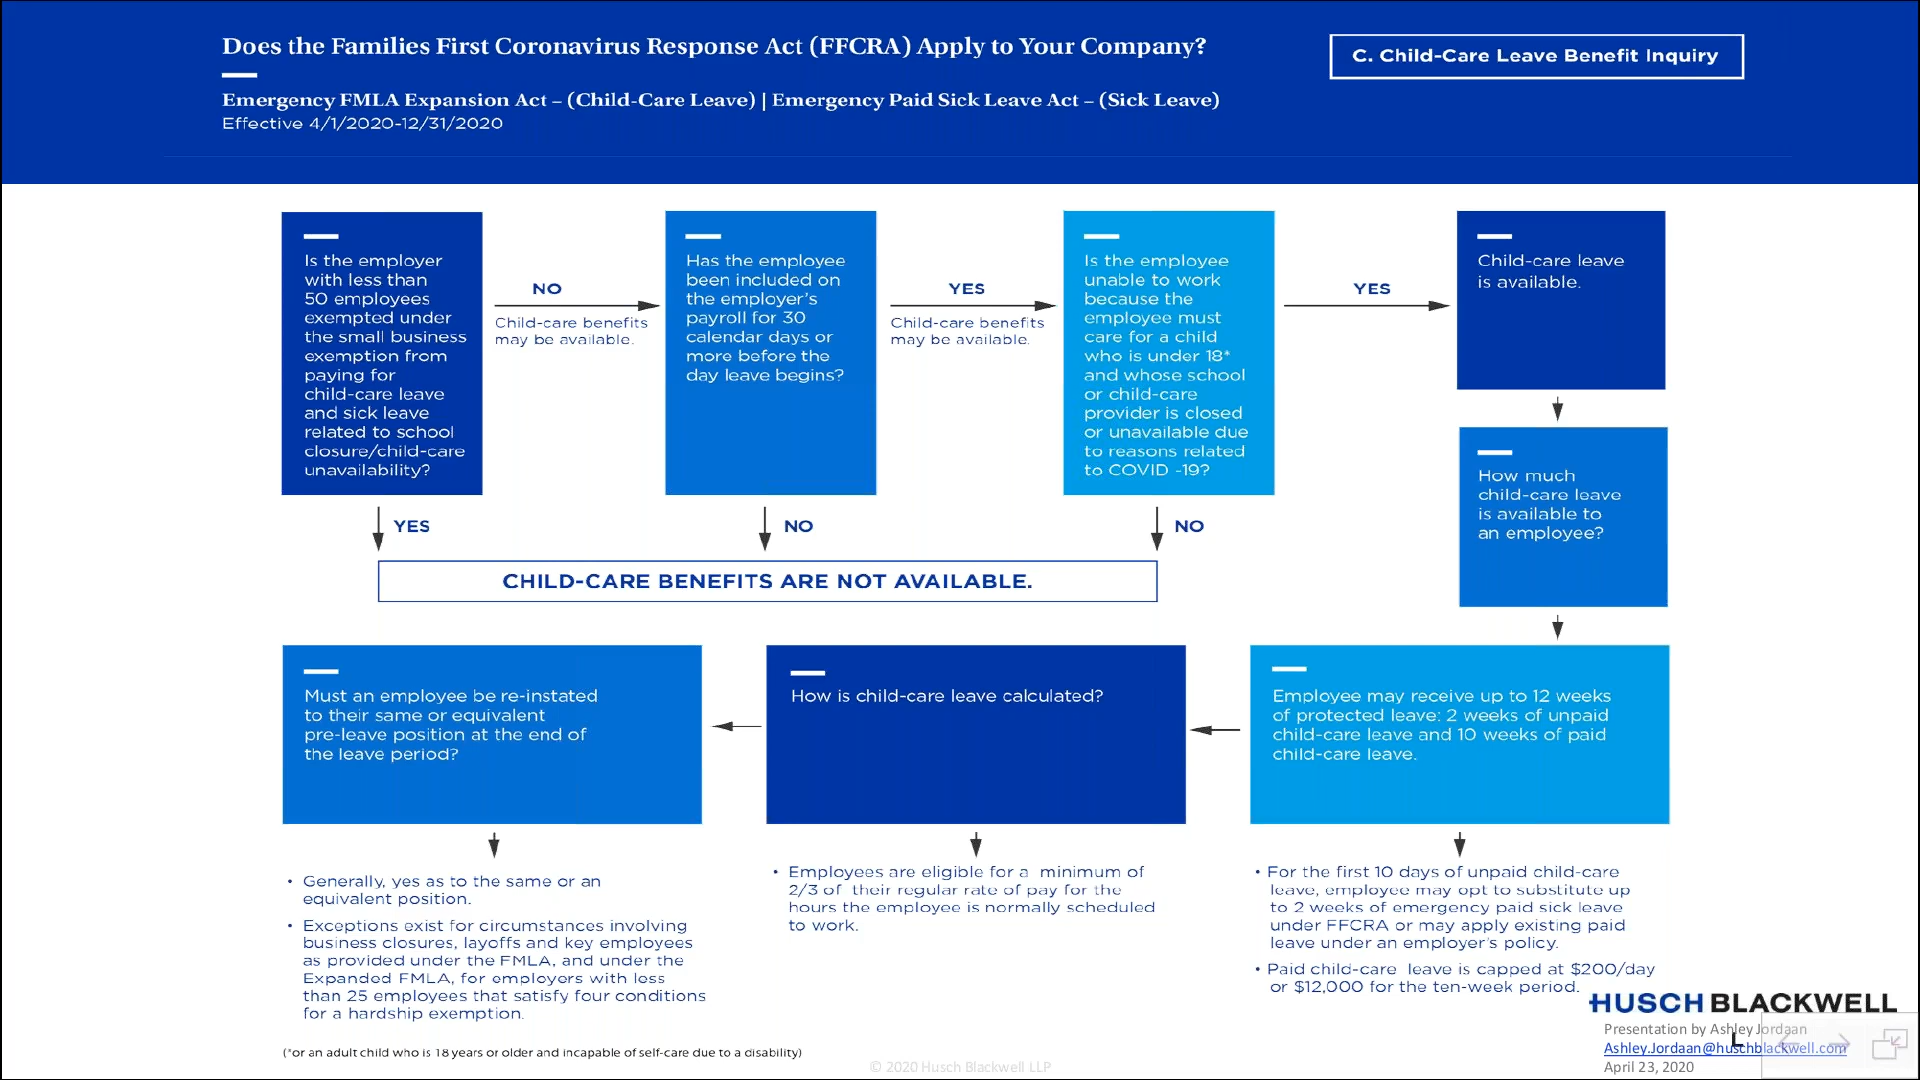 Does the Families First Coronavirus Response Act (FFCRA) Apply to Your Company?
C. Child-Care Leave Benefit Inquiry
Emergency FMLA Expansion Act – (Child-Care Leave) | Emergency Paid Sick Leave Act – (Sick Leave)
Effective 4/1/2020-12/31/2020
Is the employer
with less than
50 employees
exempted under
the small business
exemption from
paying for
child-care leave
and sick leave
related to school
closure/child-care
unavailability?
NO
Child-care benefits
may be available.
YES
Has the employee
been included on
the employer's
payroll for 30
calendar days or
more before the
day leave begins?
YES
Child-care benefits
may be available.
NO
Is the employee
unable to work
because the
employee must
care for a child
who is under 18*
and whose school
or child-care
provider is closed
or unavailable due
to reasons related
to COVID -19?
YES
NO
CHILD-CARE BENEFITS ARE NOT AVAILABLE.
Child-care leave
is available.
How much
child-care leave
is available to
an employee?
Employee may receive up to 12 weeks
of protected leave: 2 weeks of unpaid
child-care leave and 10 weeks of paid
child-care leave.
• For the first 10 days of unpaid child-care
leave, employee may opt to substitute up
to 2 weeks of emergency paid sick leave
under FFCRA or may apply existing paid
leave under an employer's policy.
• Paid child-care leave is capped at $200/day
or $12,000 for the ten-week period.
How is child-care leave calculated?
• Employees are eligible for a minimum of
2/3 of their regular rate of pay for the
hours the employee is normally scheduled
to work.
Must an employee be re-instated
to their same or equivalent
pre-leave position at the end of
the leave period?
• Generally, yes as to the same or an
equivalent position.
• Exceptions exist for circumstances involving
business closures, layoffs and key employees
as provided under the FMLA, and under the
Expanded FMLA, for employers with less
than 25 employees that satisfy four conditions
for a hardship exemption.
(*or an adult child who is 18 years or older and incapable of self-care due to a disability)
© 2020 Husch Blackwell LLP
HUSCH BLACKWELL
Presentation by Ashley Jordaan
Ashley.Jordaan@huschblackwell.com
April 23, 2020